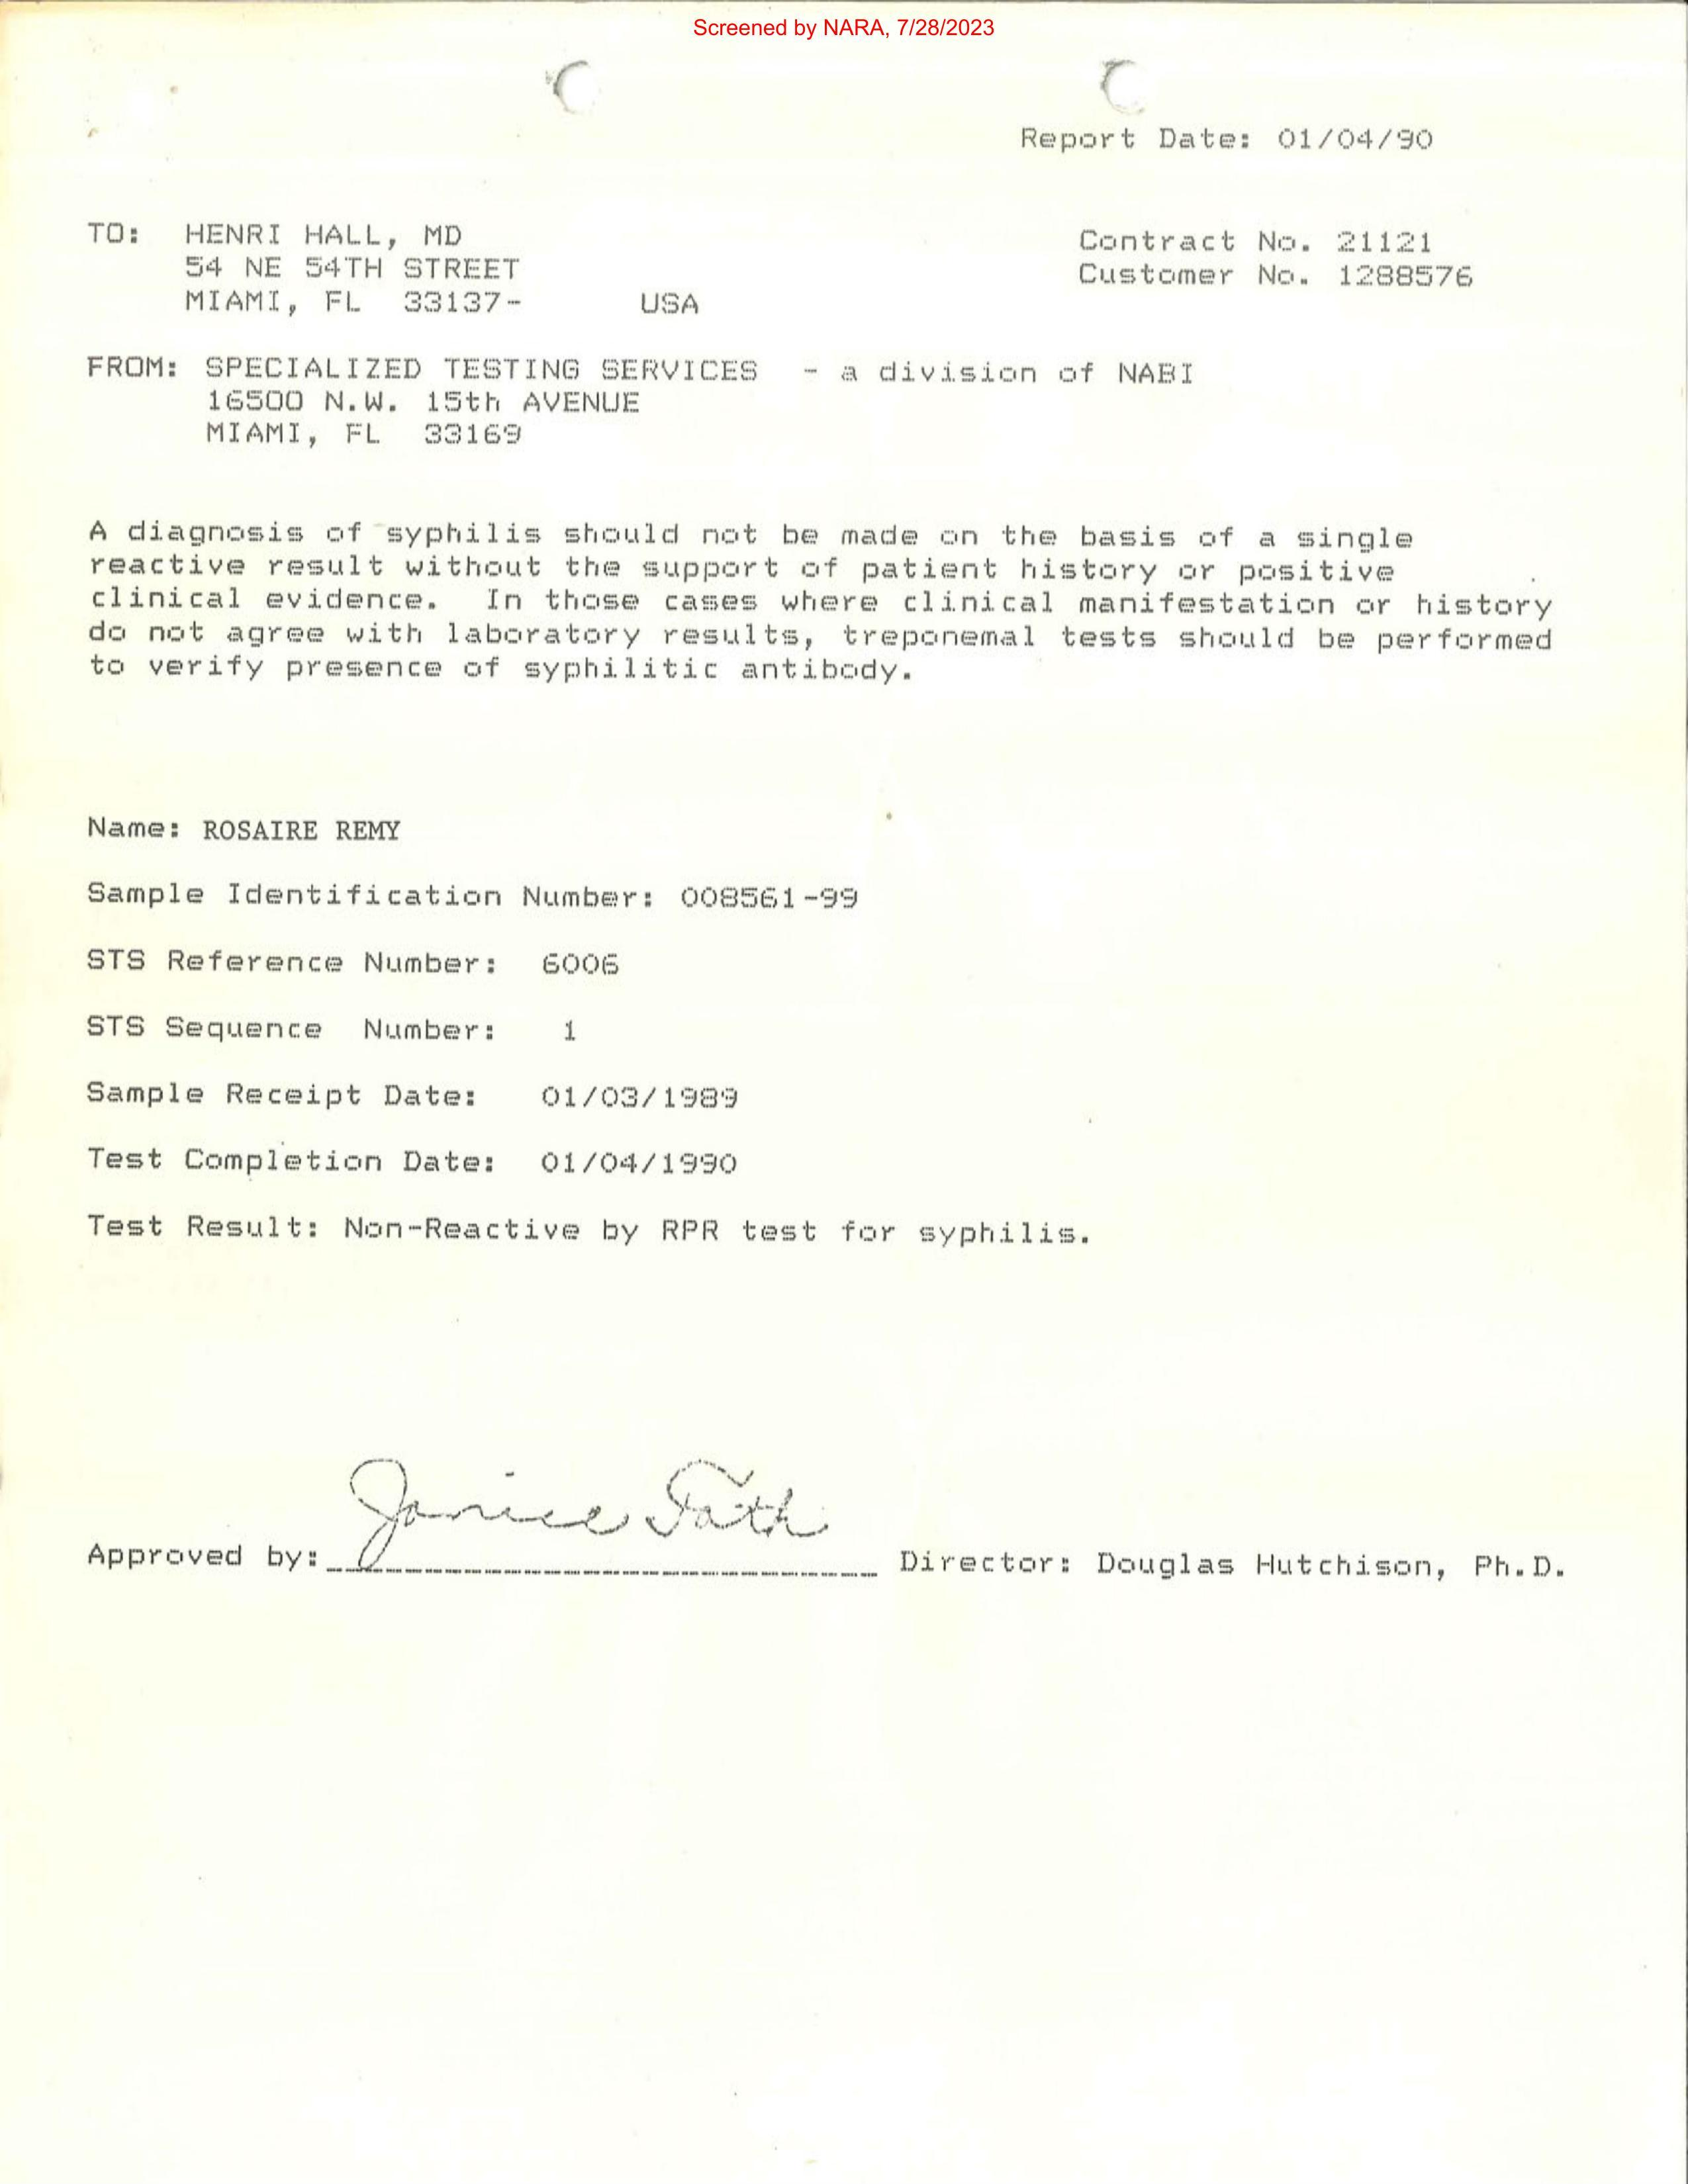 Screened by NARA, 7/28/2023
Report Date: 01/04/90
TO: HENRI HALL, MD
54 NE 54TH STREET
MIAMI, FL 33137- USA
Contract No. 21121
Customer No. 1288576
FROM: SPECIALIZED TESTING SERVICES - a division of NABI
16500 N.W. 15th AVENUE
MIAMI, FL 33169
A diagnosis of syphilis should not be made on the basis of a single
reactive result without the support of patient history or positive
clinical evidence. In those cases where clinical manifestation or history
do not agree with laboratory results, treponemal tests should be performed
to verify presence of syphilitic antibody.
Name: ROSAIRE REMY
Sample Identification Number: 008561-99
STS Reference Number: 6006
STS Sequence Number: 1
Sample Receipt Date: 01/03/1989
Test Completion Date: 01/04/1990
Test Result: Non-Reactive by RPR test for syphilis.
Janice
Approved by: Director: Douglas Hutchison, Ph.D.